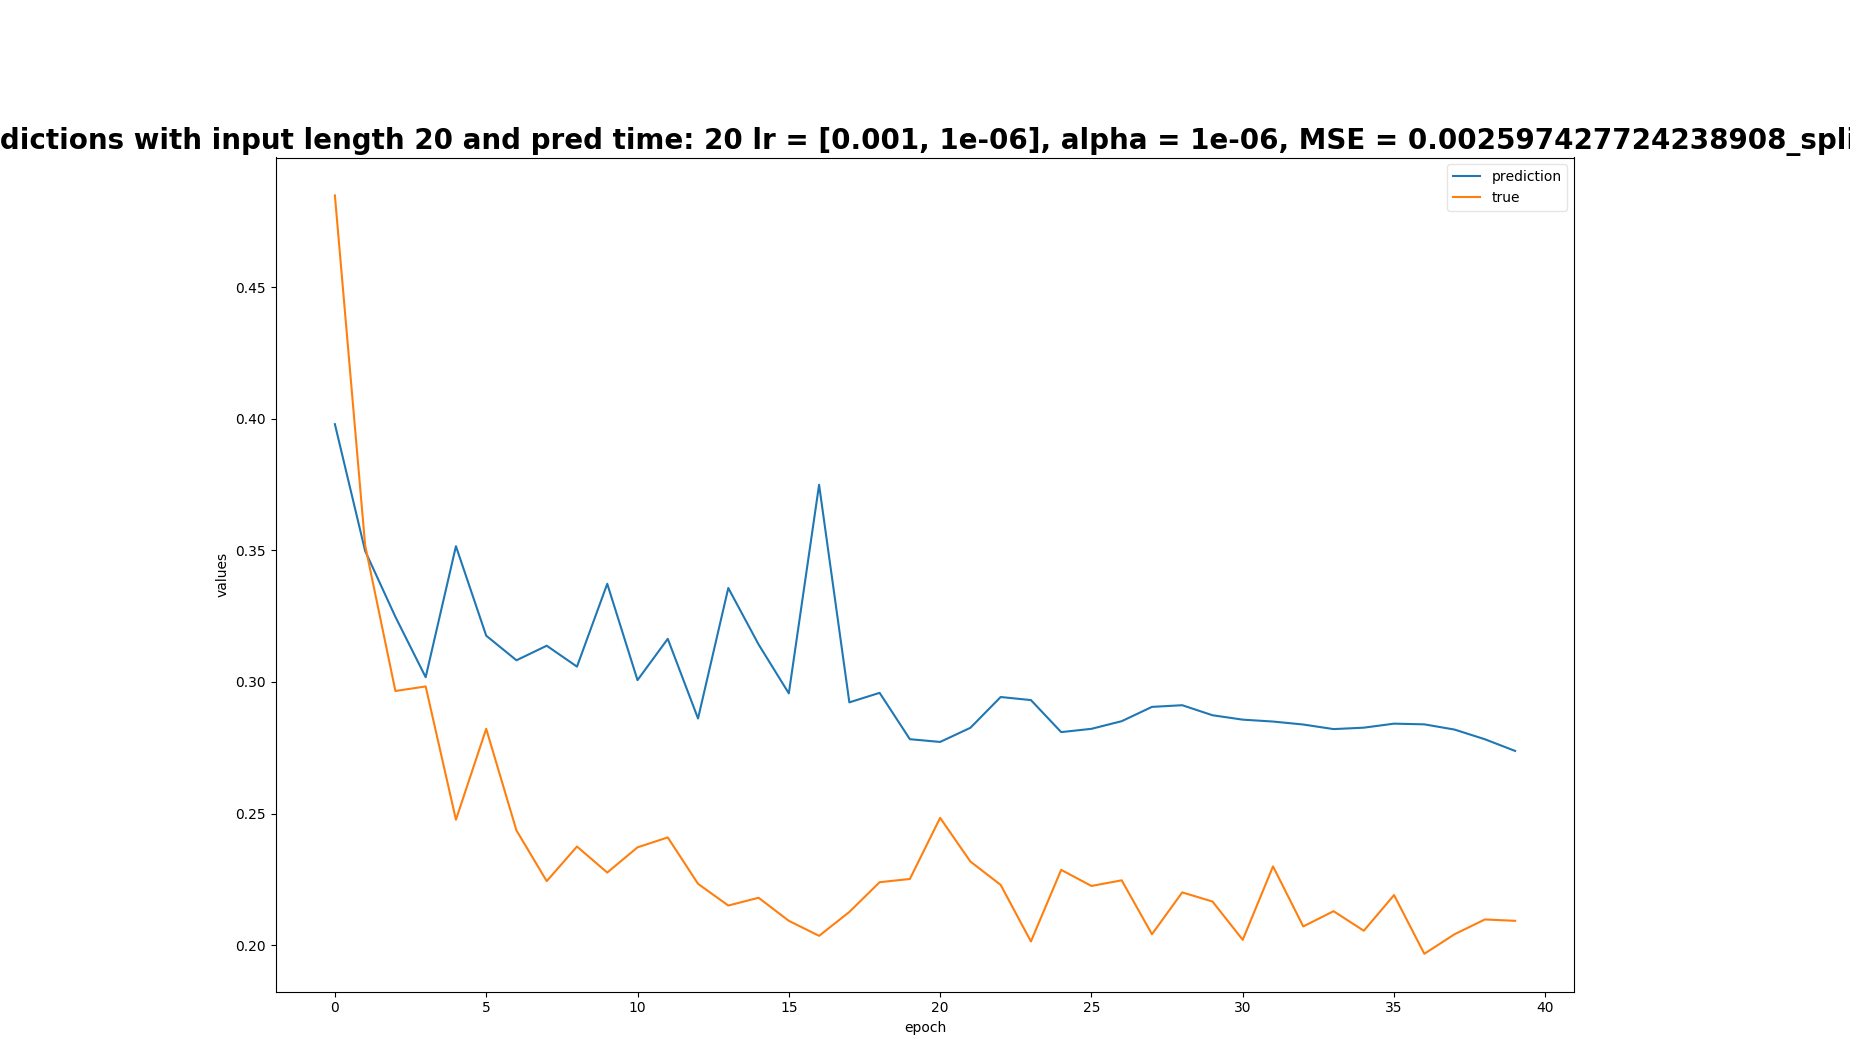 dictions with input length 20 and pred time: 20 lr = [0.001, 1e-06], alpha = 1e-06, MSE = 0.002597427724238908_spli
prediction
true
0.45
0.40
0.35
0.30
0.25
0.20
values
0 5 10 15 20 25 30 35 40
epoch